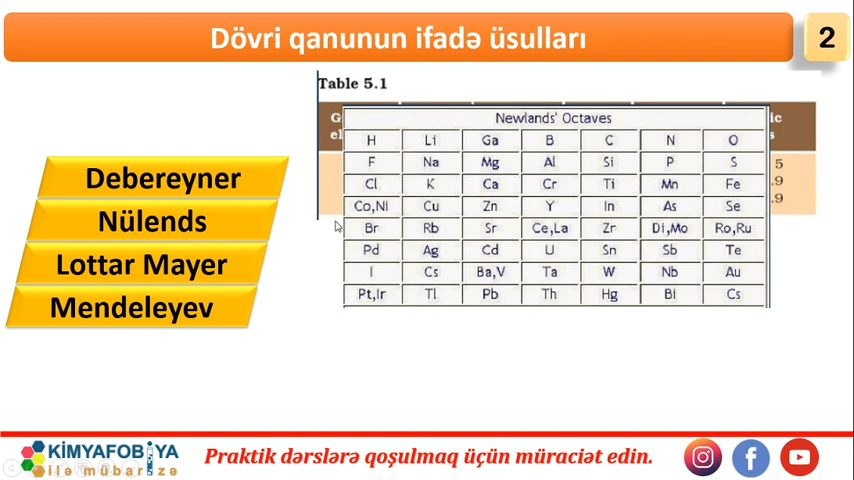 Dövri qanunun ifadə üsulları
2
Table 5.1
Debereyner
Nülends
Lottar Mayer
Mendeleyev
Newlands' Octaves
H Li Ga B C N O
F Na Mg Al Si P S
Cl K Ca Cr Ti Mn Fe
Co,Ni Cu Zn Y In As Se
Br Rb Sr Ce,La Zr Di,Mo Ro,Ru
Pd Ag Cd U Sn Sb Te
I Cs Ba,V Ta W Nb Au
Pt,Ir Tl Pb Th Hg Bi Cs
5
.9
.9
KİMYAFOBİYA
ilə mübarizə
Praktik dərslərə qoşulmaq üçün müraciət edin.